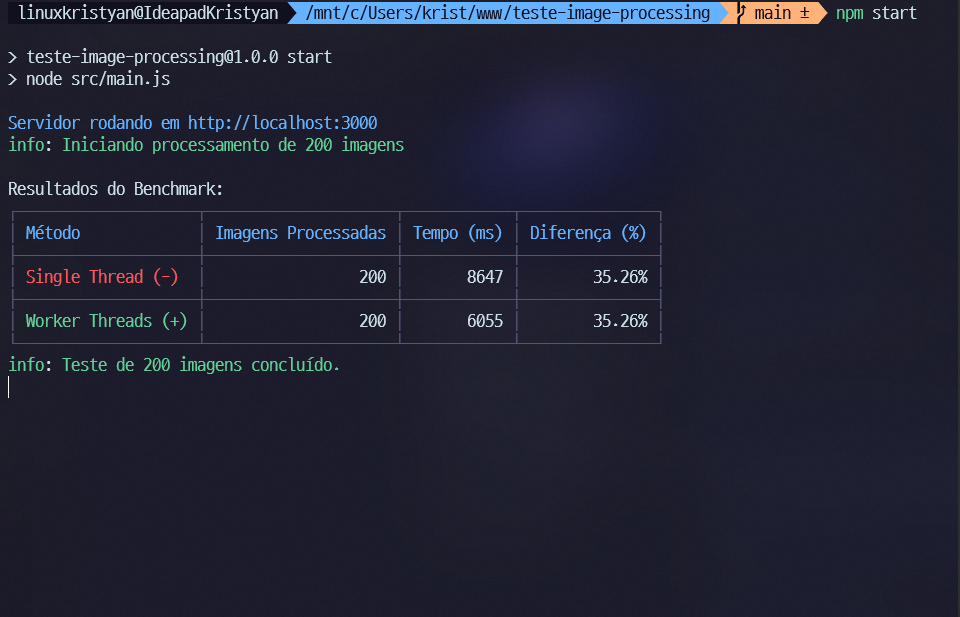 linuxkristyan@IdeapadKristyan /mnt/c/Users/krist/www/teste-image-processing main ± npm start
> teste-image-processing@1.0.0 start
> node src/main.js
Servidor rodando em http://localhost:3000
info: Iniciando processamento de 200 imagens
Resultados do Benchmark:
Método Imagens Processadas Tempo (ms) Diferença (%)
Single Thread (-) 200 8647 35.26%
Worker Threads (+) 200 6055 35.26%
info: Teste de 200 imagens concluído.